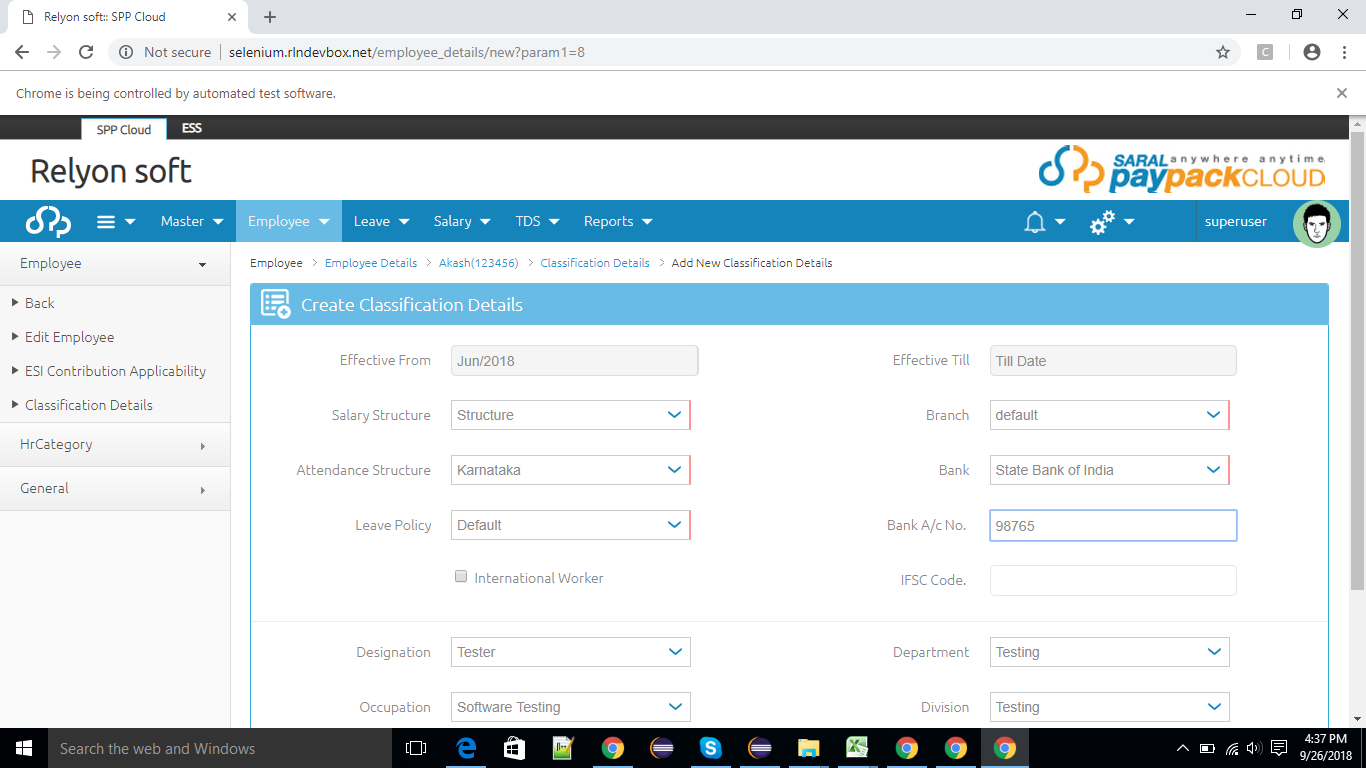 Relyon soft:: SPP Cloud
Not secure selenium.rlndevbox.net/employee_details/new?param1=8
C
Chrome is being controlled by automated test software.
SPP Cloud ESS
Relyon soft
SARAL anywhere anytime
paypackCLOUD
Master Employee Leave Salary TDS Reports superuser
Employee
Back
Edit Employee
ESI Contribution Applicability
Classification Details
HrCategory
General
Employee > Employee Details > Akash(123456) > Classification Details > Add New Classification Details
Create Classification Details
Effective From Jun/2018 Effective Till Till Date
Salary Structure Structure Branch default
Attendance Structure Karnataka Bank State Bank of India
Leave Policy Default Bank A/c No. 98765
International Worker IFSC Code.
Designation Tester Department Testing
Occupation Software Testing Division Testing
Search the web and Windows
4:37 PM
9/26/2018